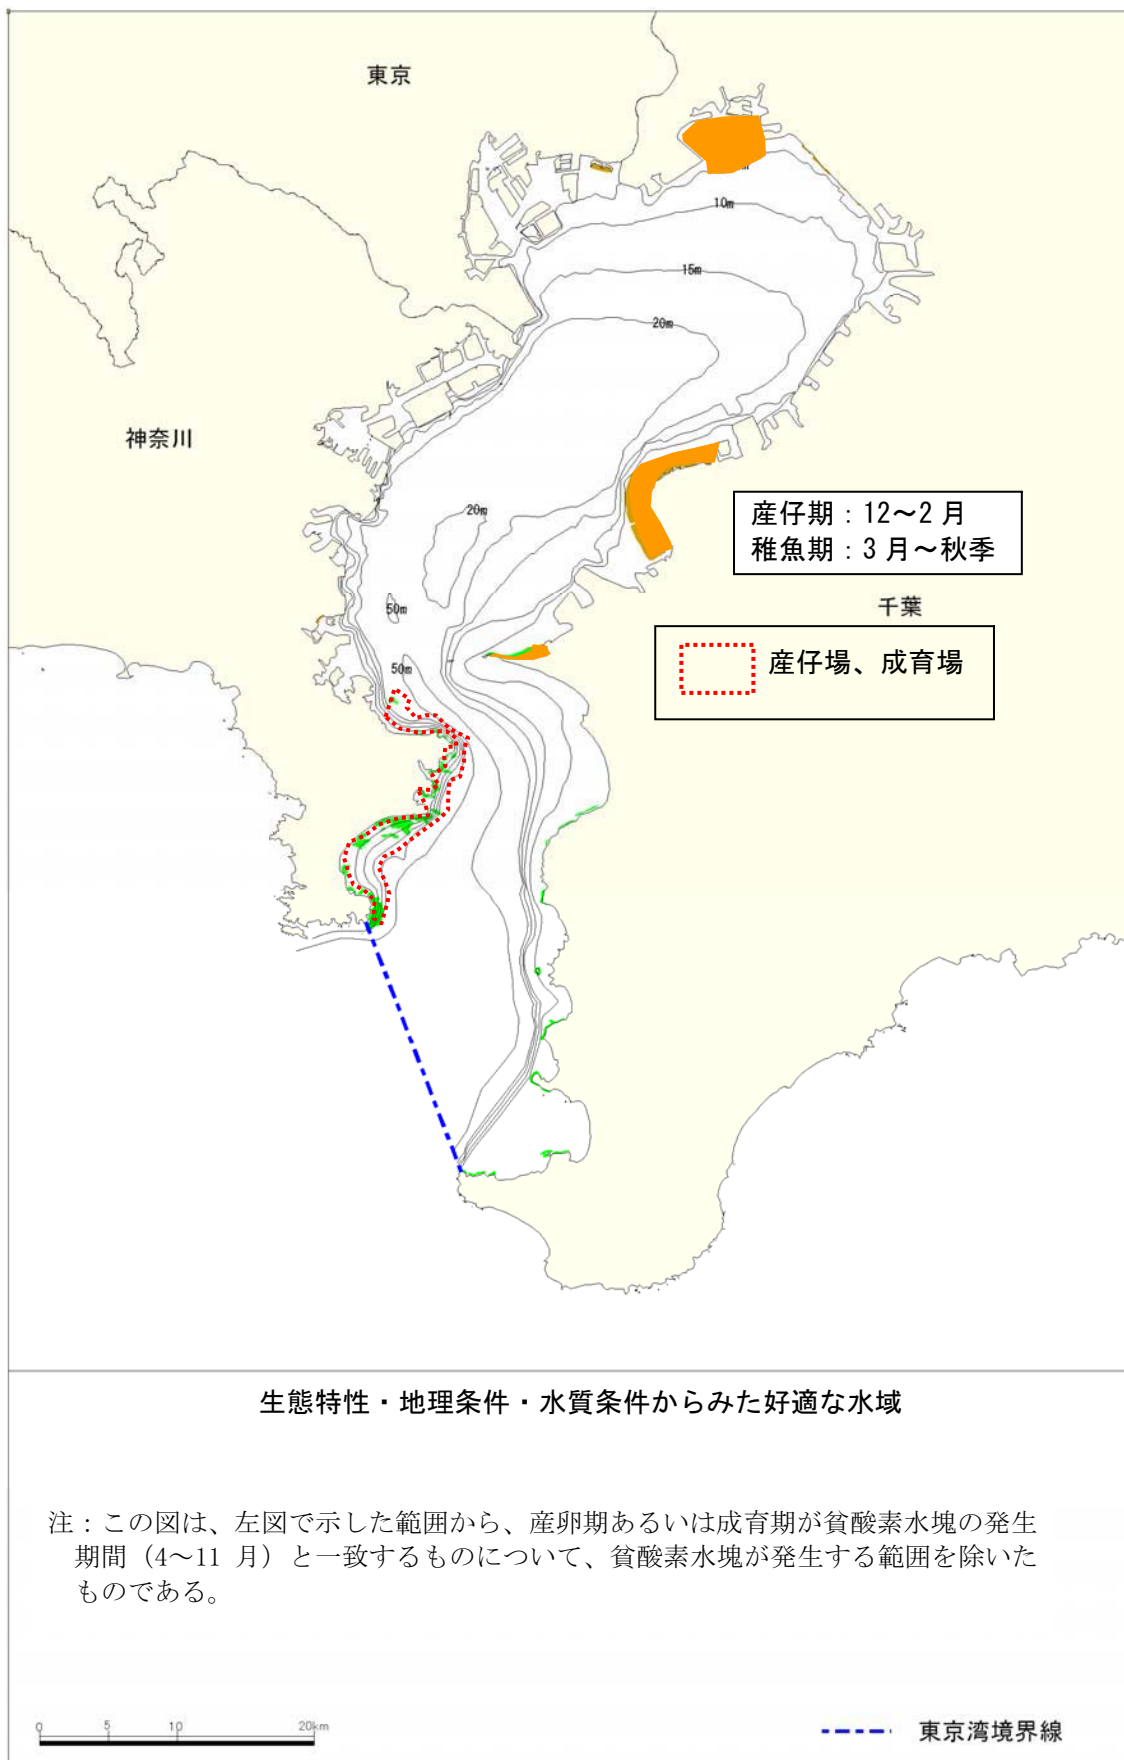 東京
10m
15m
20m
神奈川
20m
産仔期：12～2 月
稚魚期：3 月～秋季
千葉
50m
産仔場、成育場
50m
生態特性・地理条件・水質条件からみた好適な水域
注：この図は、左図で示した範囲から、産卵期あるいは成育期が貧酸素水塊の発生
期間（4～11 月）と一致するものについて、貧酸素水塊が発生する範囲を除いた
ものである。
0 5 10 20km
東京湾境界線